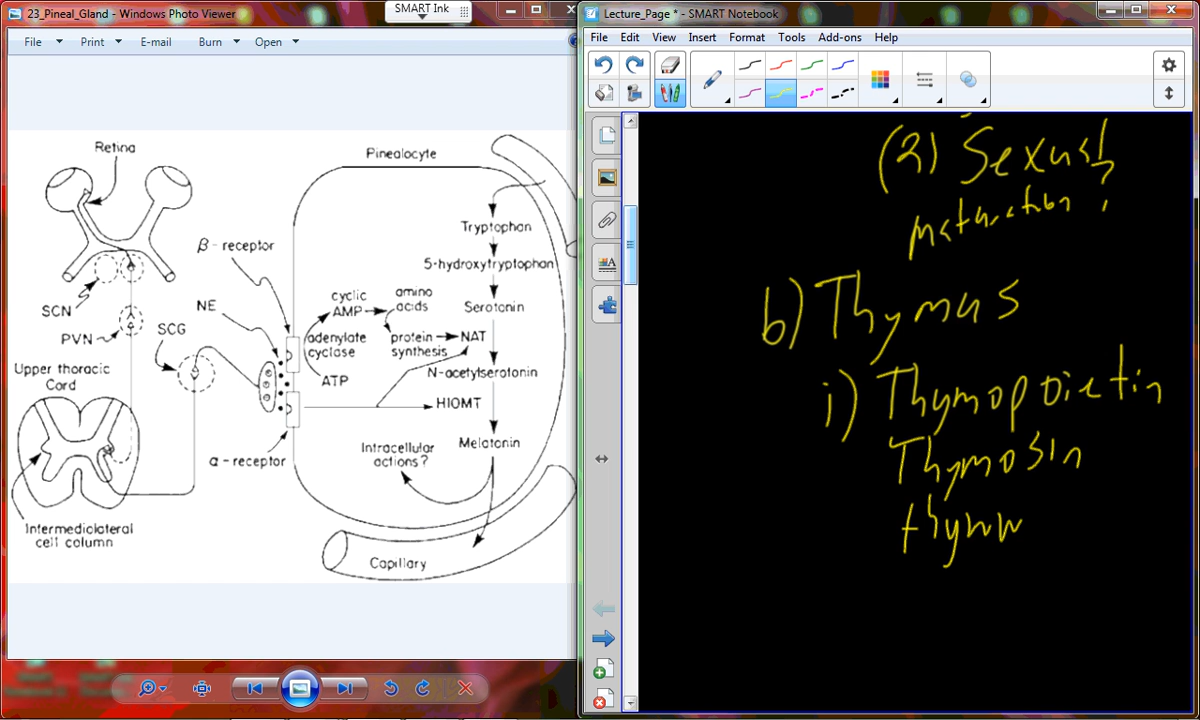 23_Pineal_Gland - Windows Photo Viewer
SMART Ink
File Print E-mail Burn Open
Retina
Pinealocyte
β-receptor
Tryptophan
5-hydroxytryptophan
SCN
NE
cyclic AMP
amino acids
Serotonin
PVN
SCG
adenylate cyclase
protein synthesis
NAT
ATP
N-acetylserotonin
Upper thoracic
Cord
HIOMT
α-receptor
Intracellular
actions?
Melatonin
Intermediolateral
cell column
Capillary
Lecture_Page * - SMART Notebook
File Edit View Insert Format Tools Add-ons Help
(2) Sexual
maturation ?
b) Thymus
i) Thymopoietin
Thymosin
thym